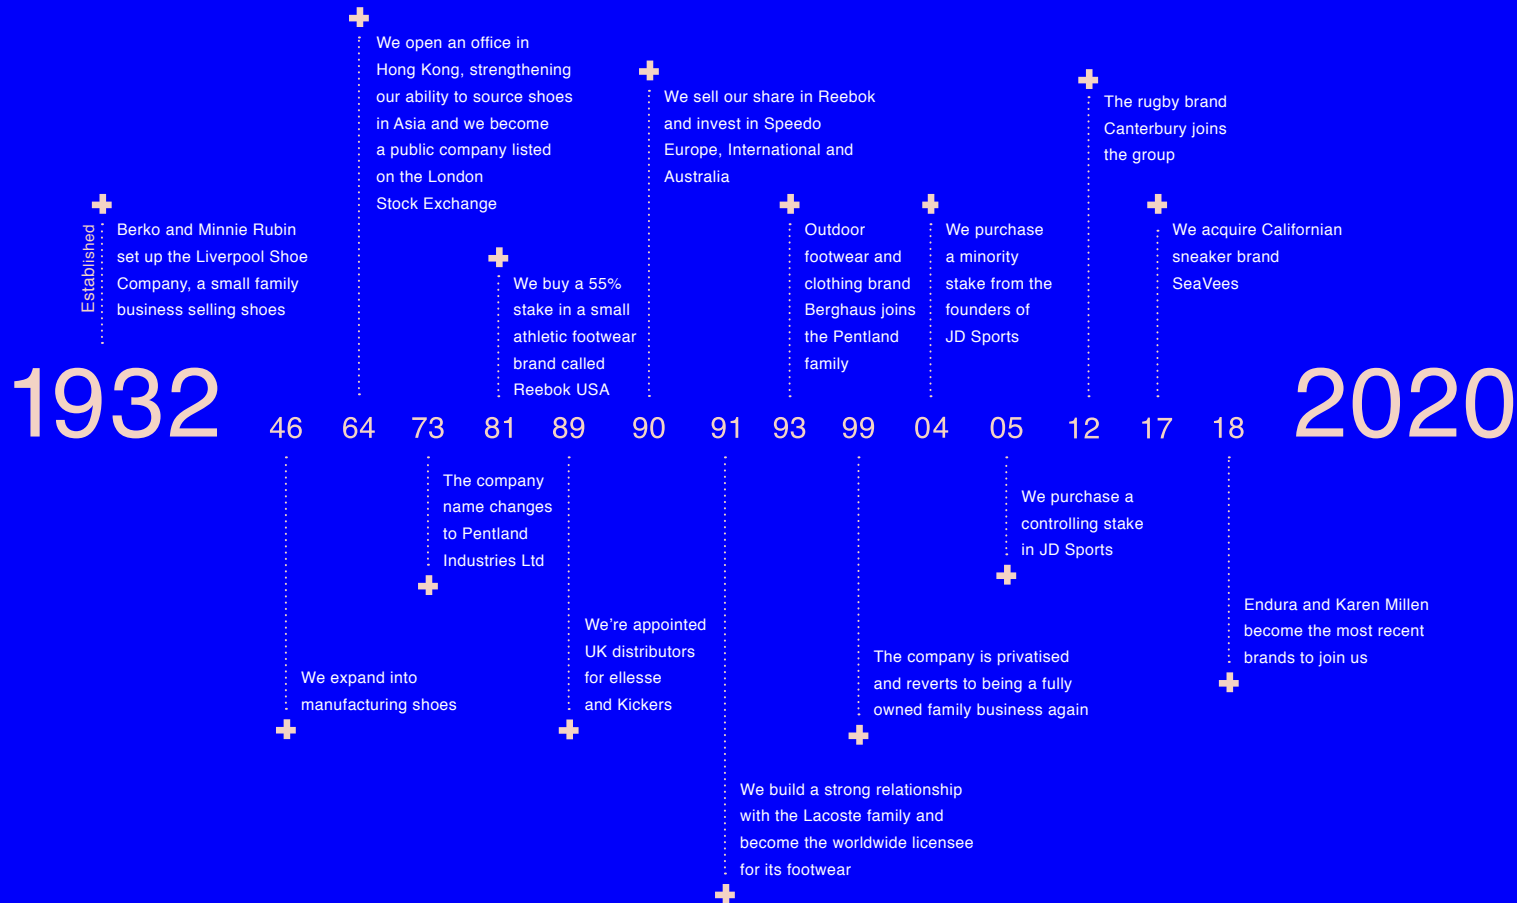 We open an office in
Hong Kong, strengthening
our ability to source shoes
in Asia and we become
a public company listed
on the London
Stock Exchange
We sell our share in Reebok
and invest in Speedo
Europe, International and
Australia
The rugby brand
Canterbury joins
the group
Established
Berko and Minnie Rubin
set up the Liverpool Shoe
Company, a small family
business selling shoes
We buy a 55%
stake in a small
athletic footwear
brand called
Reebok USA
Outdoor
footwear and
clothing brand
Berghaus joins
the Pentland
family
We purchase
a minority
stake from the
founders of
JD Sports
We acquire Californian
sneaker brand
SeaVees
1932 46 64 73 81 89 90 91 93 99 04 05 12 17 18 2020
The company
name changes
to Pentland
Industries Ltd
We purchase a
controlling stake
in JD Sports
We expand into
manufacturing shoes
We’re appointed
UK distributors
for ellesse
and Kickers
The company is privatised
and reverts to being a fully
owned family business again
Endura and Karen Millen
become the most recent
brands to join us
We build a strong relationship
with the Lacoste family and
become the worldwide licensee
for its footwear